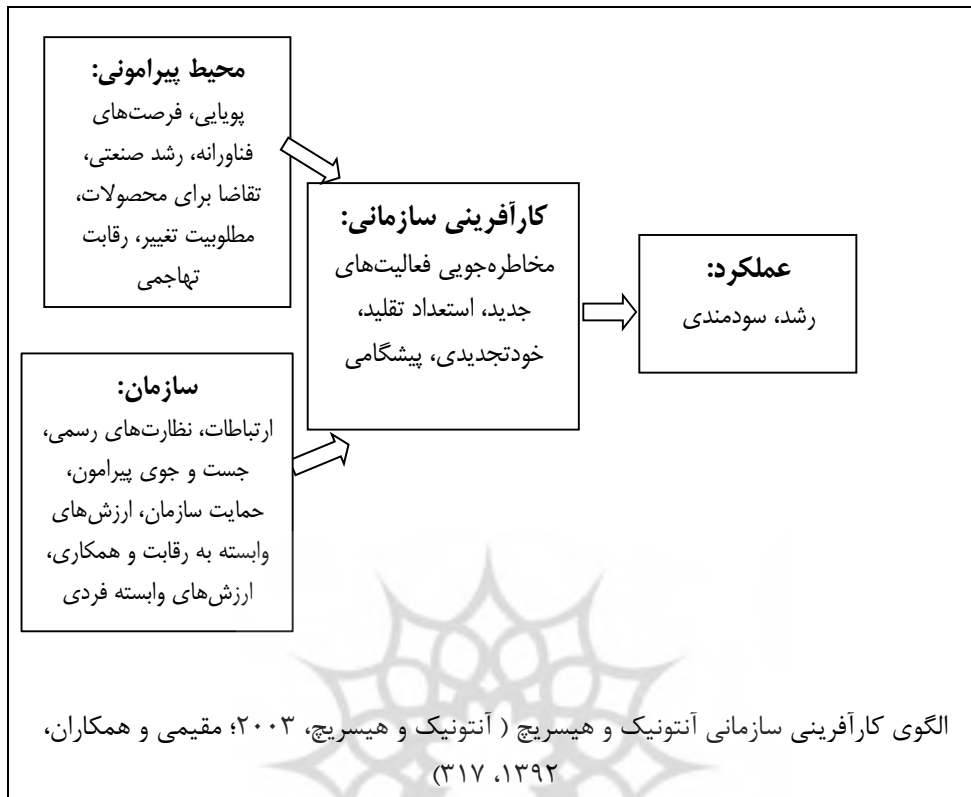 محیط پیرامونی:
پویایی، فرصت‌های
فناورانه، رشد صنعتی،
تقاضا برای محصولات،
مطلوبیت تغییر، رقابت
تهاجمی
کارآفرینی سازمانی:
مخاطره‌جویی فعالیت‌های
جدید، استعداد تقلید،
خودتجدیدی، پیشگامی
عملکرد:
رشد، سودمندی
سازمان:
ارتباطات، نظارت‌های رسمی،
جست و جوی پیرامون،
حمایت سازمان، ارزش‌های
وابسته به رقابت و همکاری،
ارزش‌های وابسته فردی
الگوی کارآفرینی سازمانی آنتونیک و هیسریچ ( آنتونیک و هیسریچ، ۲۰۰۳؛ مقیمی و همکاران،
۱۳۹۲، ۳۱۷)